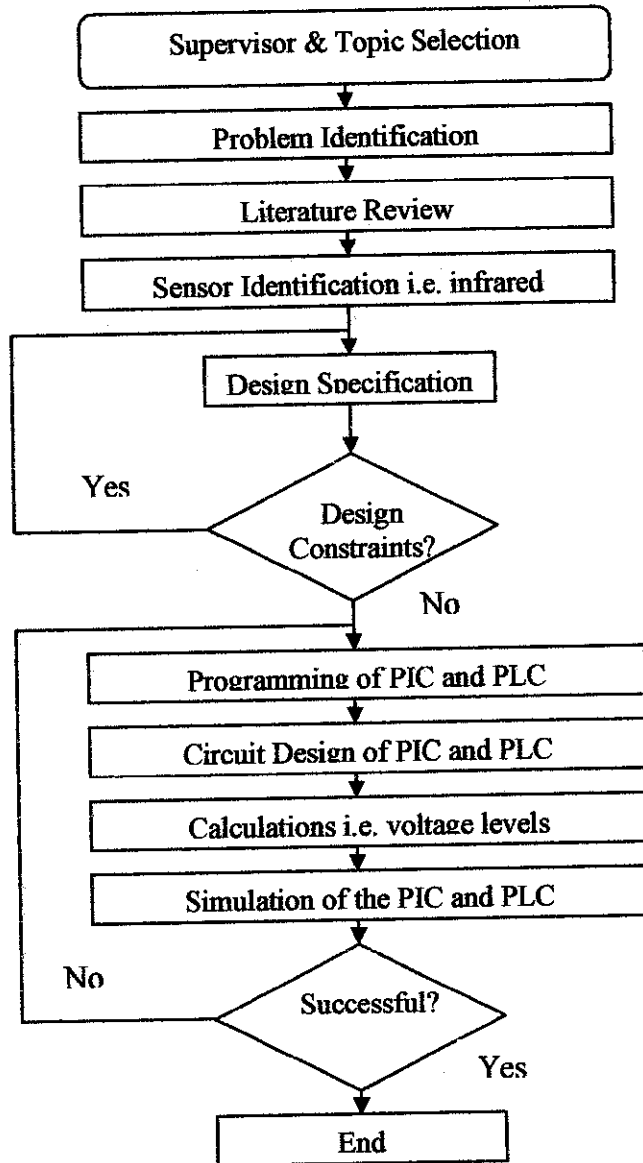 Supervisor & Topic Selection
Problem Identification
Literature Review
Sensor Identification i.e. infrared
Design Specification
Yes
Design
Constraints?
No
Programming of PIC and PLC
Circuit Design of PIC and PLC
Calculations i.e. voltage levels
Simulation of the PIC and PLC
No
Successful?
Yes
End